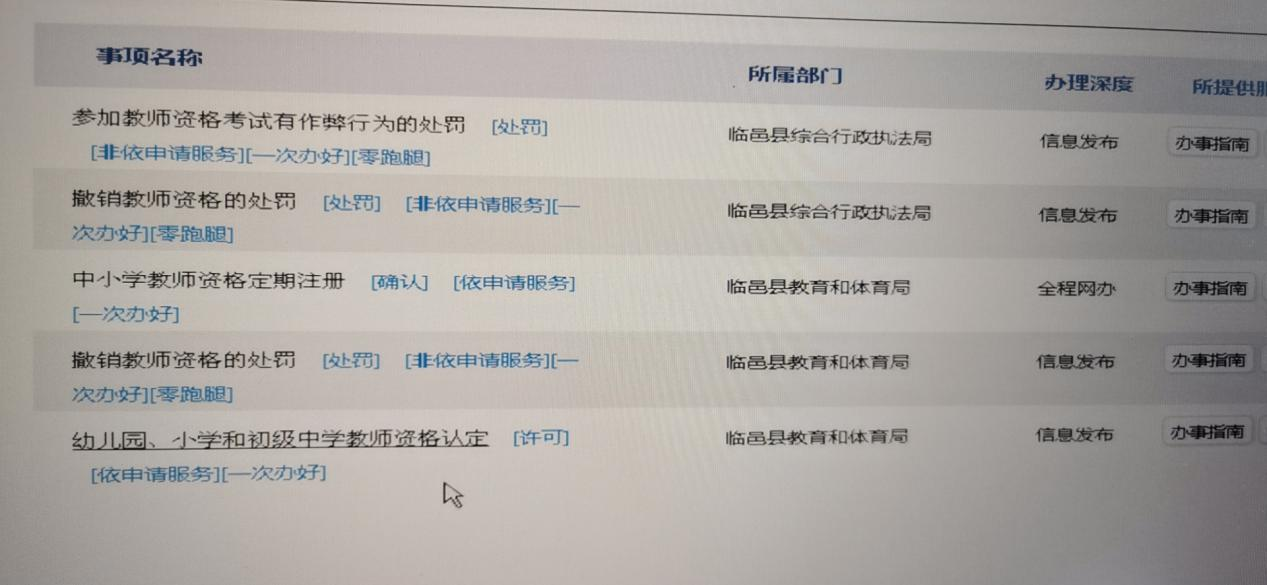 事项名称 所属部门 办理深度 所提供
参加教师资格考试有作弊行为的处罚 [处罚] 临邑县综合行政执法局 信息发布 办事指南
[非依申请服务][一次办好][零跑腿]
撤销教师资格的处罚 [处罚] [非依申请服务][一 临邑县综合行政执法局 信息发布 办事指南
次办好][零跑腿]
中小学教师资格定期注册 [确认] [依申请服务] 临邑县教育和体育局 全程网办 办事指南
[一次办好]
撤销教师资格的处罚 [处罚] [非依申请服务][一 临邑县教育和体育局 信息发布 办事指南
次办好][零跑腿]
幼儿园、小学和初级中学教师资格认定 [许可] 临邑县教育和体育局 信息发布 办事指南
[依申请服务][一次办好]